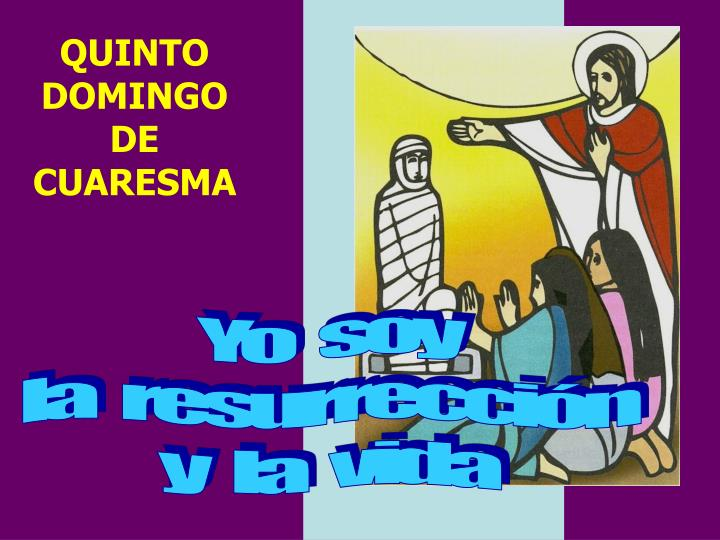 QUINTO
DOMINGO
DE
CUARESMA
Yo soy
la resurrección
y la vida